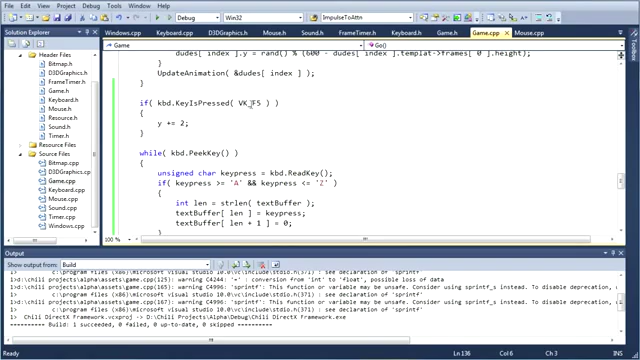 File Edit View Project Build Debug Team Data Tools Architecture Test Analyze Window Help
Debug Win32 ImpulseToAttn
Solution Explorer
Header Files
Bitmap.h
D3DGraphics.h
FrameTimer.h
Game.h
Keyboard.h
Mouse.h
Resource.h
Sound.h
Timer.h
Source Files
Bitmap.cpp
D3DGraphics.cpp
Game.cpp
Keyboard.cpp
Mouse.cpp
Sound.cpp
Timer.cpp
Windows.cpp
Windows.cpp Keyboard.cpp D3DGraphics.h Sound.h FrameTimer.h Keyboard.h Game.h Game.cpp Mouse.cpp
Game Go()
dudes[ index ].y = rand() % (600 - dudes[ index ].templat->frames[ 0 ].height);
UpdateAnimation( &dudes[ index ] );
}
if( kbd.KeyIsPressed( VK_F5 ) )
{
y += 2;
}
while( kbd.PeekKey() )
{
unsigned char keypress = kbd.ReadKey();
if( keypress >= 'A' && keypress <= 'Z' )
{
int len = strlen( textBuffer );
textBuffer[ len ] = keypress;
textBuffer[ len + 1 ] = 0;
}
100 %
Output
Show output from: Build
1> c:\program files\microsoft visual studio 10.0\vc\include\stdio.h(371) : see declaration of 'sprintf'
1>d:\chili projects\alpha\assets\game.cpp(125): warning C4244: '=' : conversion from 'int' to 'float', possible loss of data
1>d:\chili projects\alpha\assets\game.cpp(165): warning C4996: 'sprintf': This function or variable may be unsafe. Consider using sprintf_s instead. To disable deprecation,
1> c:\program files\microsoft visual studio 10.0\vc\include\stdio.h(371) : see declaration of 'sprintf'
1>d:\chili projects\alpha\assets\game.cpp(187): warning C4996: 'sprintf': This function or variable may be unsafe. Consider using sprintf_s instead. To disable deprecation,
1> c:\program files\microsoft visual studio 10.0\vc\include\stdio.h(371) : see declaration of 'sprintf'
1> Chili DirectX Framework.vcxproj -> D:\Chili Projects\Alpha\Debug\Chili DirectX Framework.exe
========== Build: 1 succeeded, 0 failed, 0 up-to-date, 0 skipped ==========
Ln 136 Col 6 Ch 3 INS